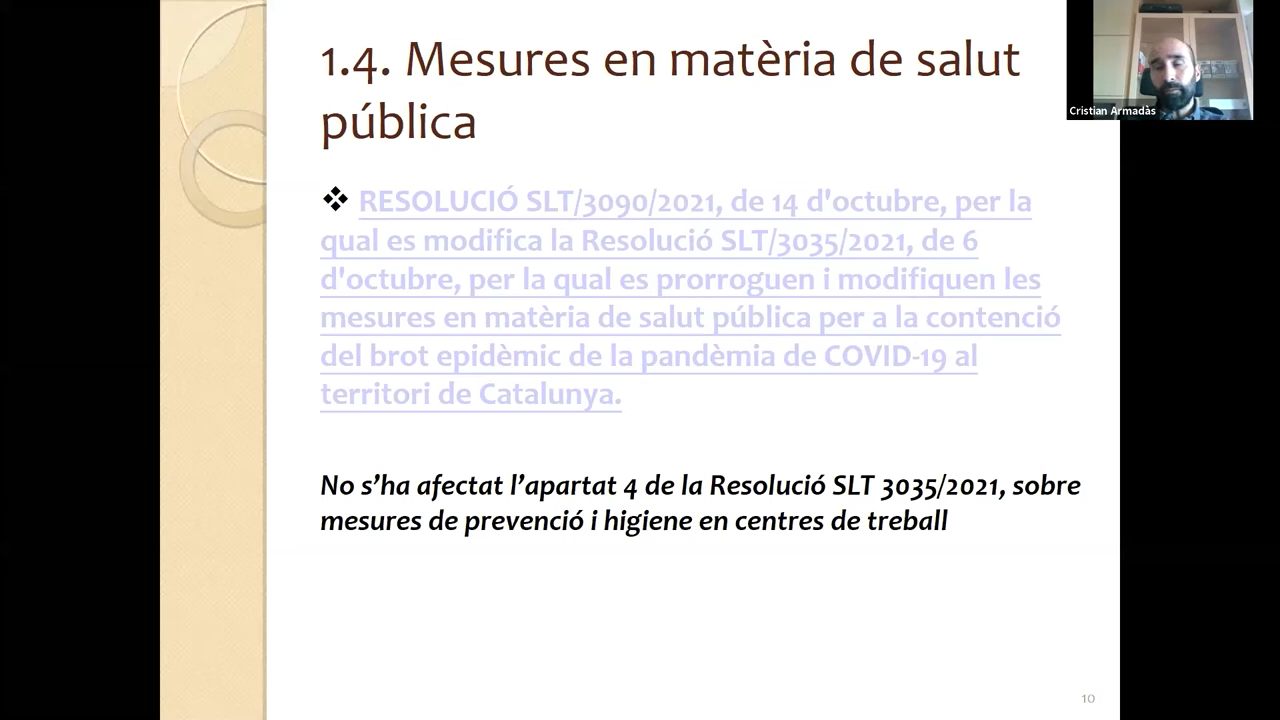 1.4. Mesures en matèria de salut
pública
Cristian Armadàs
RESOLUCIÓ SLT/3090/2021, de 14 d'octubre, per la
qual es modifica la Resolució SLT/3035/2021, de 6
d'octubre, per la qual es prorroguen i modifiquen les
mesures en matèria de salut pública per a la contenció
del brot epidèmic de la pandèmia de COVID-19 al
territori de Catalunya.
No s’ha afectat l’apartat 4 de la Resolució SLT 3035/2021, sobre
mesures de prevenció i higiene en centres de treball
10